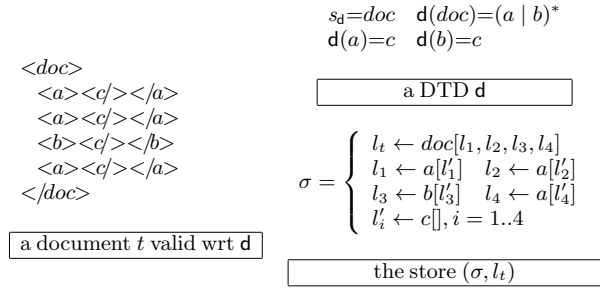 <doc>
<a><c/></a>
<a><c/></a>
<b><c/></b>
<a><c/></a>
</doc>
a document t valid wrt d
s_d=doc d(doc)=(a | b)*
d(a)=c d(b)=c
a DTD d
σ = { l_t ← doc[l_1, l_2, l_3, l_4]
l_1 ← a[l'_1] l_2 ← a[l'_2]
l_3 ← b[l'_3] l_4 ← a[l'_4]
l'_i ← c[], i = 1..4
the store (σ, l_t)